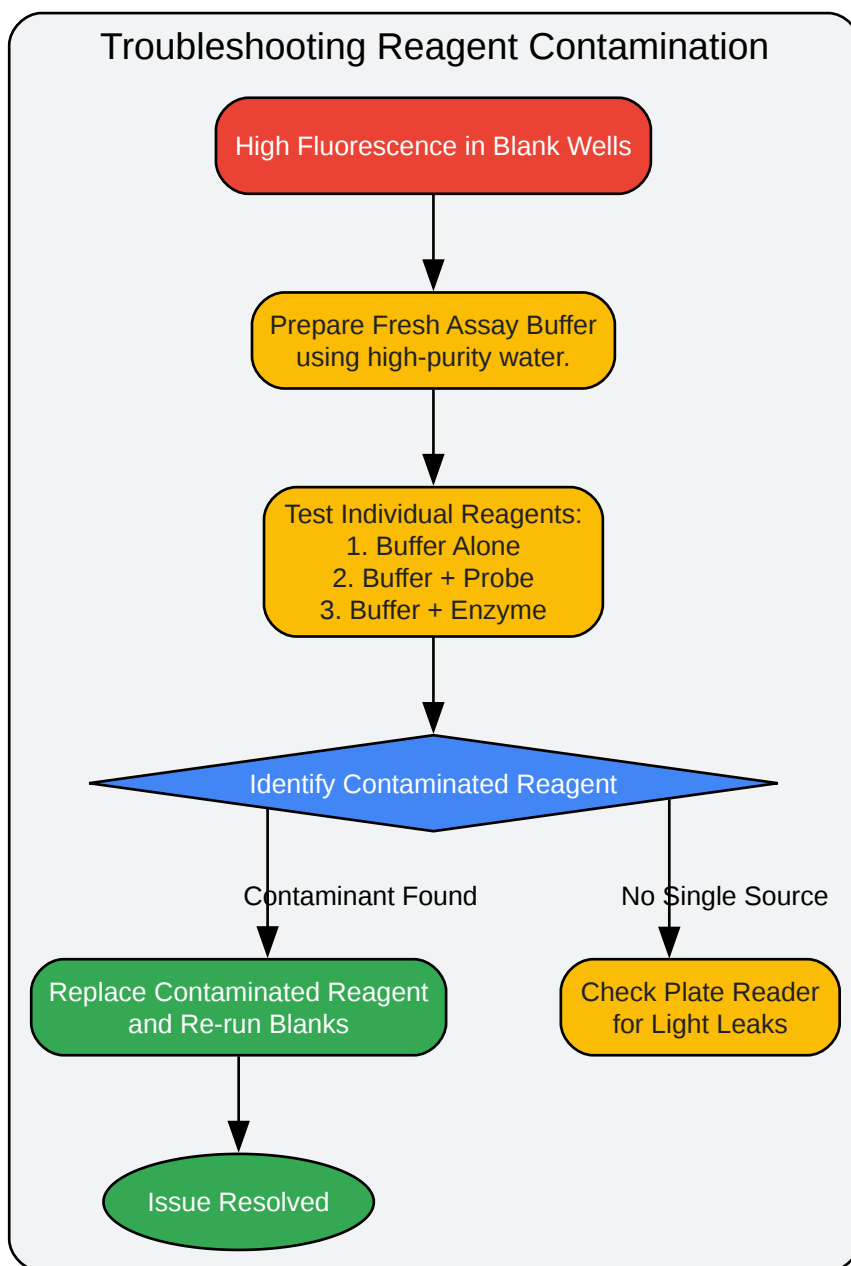 Troubleshooting Reagent Contamination
High Fluorescence in Blank Wells
Prepare Fresh Assay Buffer
using high-purity water.
Test Individual Reagents:
1. Buffer Alone
2. Buffer + Probe
3. Buffer + Enzyme
Identify Contaminated Reagent
Contaminant Found
No Single Source
Replace Contaminated Reagent
and Re-run Blanks
Check Plate Reader
for Light Leaks
Issue Resolved